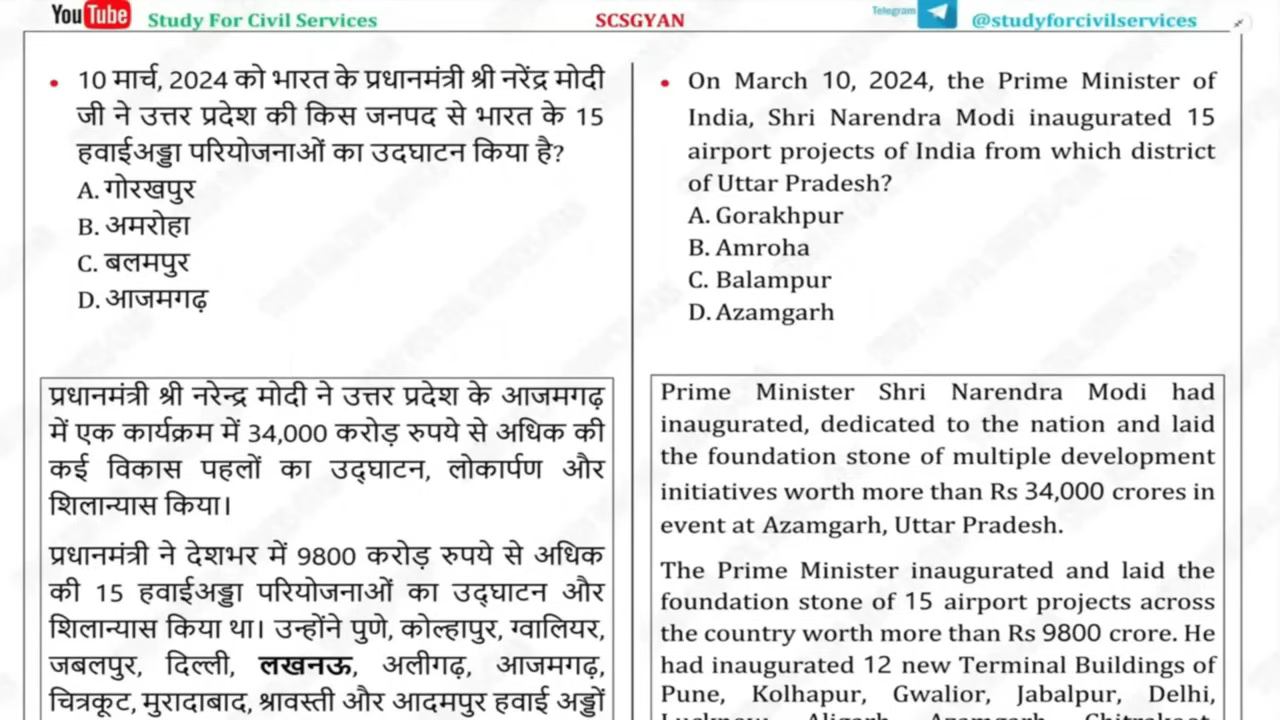 YouTube Study For Civil Services SCSGYAN Telegram @studyforcivilservices
• 10 मार्च, 2024 को भारत के प्रधानमंत्री श्री नरेंद्र मोदी
जी ने उत्तर प्रदेश की किस जनपद से भारत के 15
हवाईअड्डा परियोजनाओं का उदघाटन किया है?
A. गोरखपुर
B. अमरोहा
C. बलमपुर
D. आजमगढ़
प्रधानमंत्री श्री नरेन्द्र मोदी ने उत्तर प्रदेश के आजमगढ़
में एक कार्यक्रम में 34,000 करोड़ रुपये से अधिक की
कई विकास पहलों का उद्घाटन, लोकार्पण और
शिलान्यास किया।
प्रधानमंत्री ने देशभर में 9800 करोड़ रुपये से अधिक
की 15 हवाईअड्डा परियोजनाओं का उद्घाटन और
शिलान्यास किया था। उन्होंने पुणे, कोल्हापुर, ग्वालियर,
जबलपुर, दिल्ली, लखनऊ, अलीगढ़, आजमगढ़,
चित्रकूट, मुरादाबाद, श्रावस्ती और आदमपुर हवाई अड्डों
• On March 10, 2024, the Prime Minister of
India, Shri Narendra Modi inaugurated 15
airport projects of India from which district
of Uttar Pradesh?
A. Gorakhpur
B. Amroha
C. Balampur
D. Azamgarh
Prime Minister Shri Narendra Modi had
inaugurated, dedicated to the nation and laid
the foundation stone of multiple development
initiatives worth more than Rs 34,000 crores in
event at Azamgarh, Uttar Pradesh.
The Prime Minister inaugurated and laid the
foundation stone of 15 airport projects across
the country worth more than Rs 9800 crore. He
had inaugurated 12 new Terminal Buildings of
Pune, Kolhapur, Gwalior, Jabalpur, Delhi,
Lucknow, Aligarh, Azamgarh, Chitrakoot,